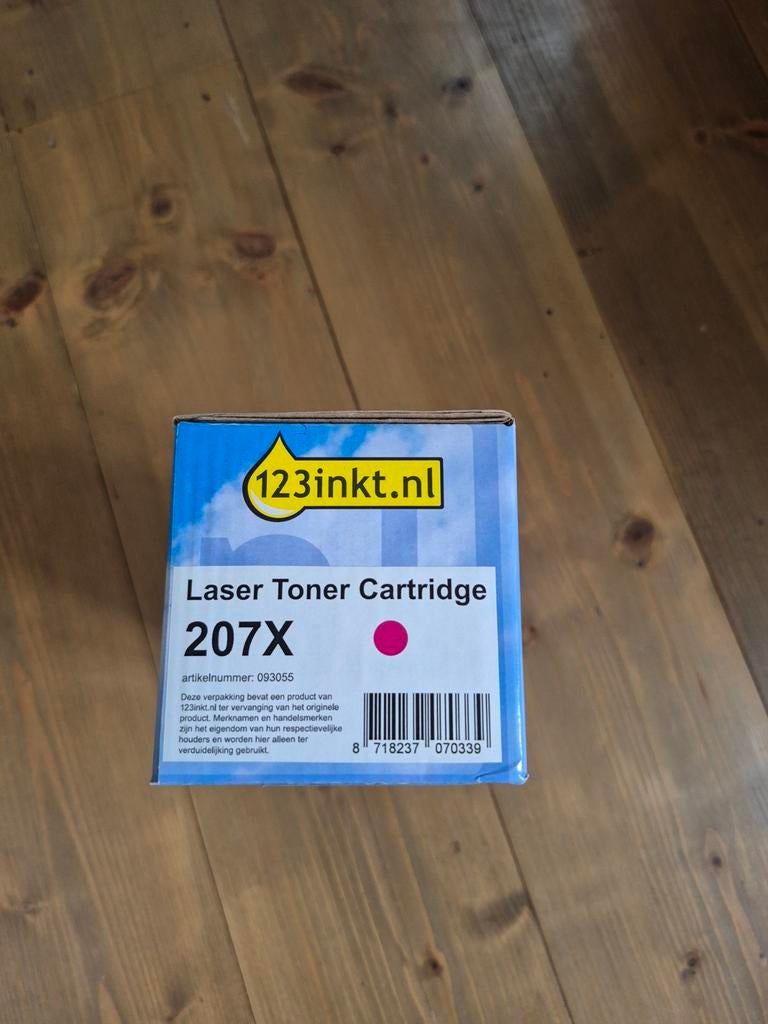 123inkt.nl
Laser Toner Cartridge
207X
artikelnummer: 093055
Deze verpakking bevat een product van
123inkt.nl ter vervanging van het originele
product. Merknamen en handelsmerken
zijn het eigendom van hun respectievelijke
houders en worden hier alleen ter
verduidelijking gebruikt.
8 718237 070339